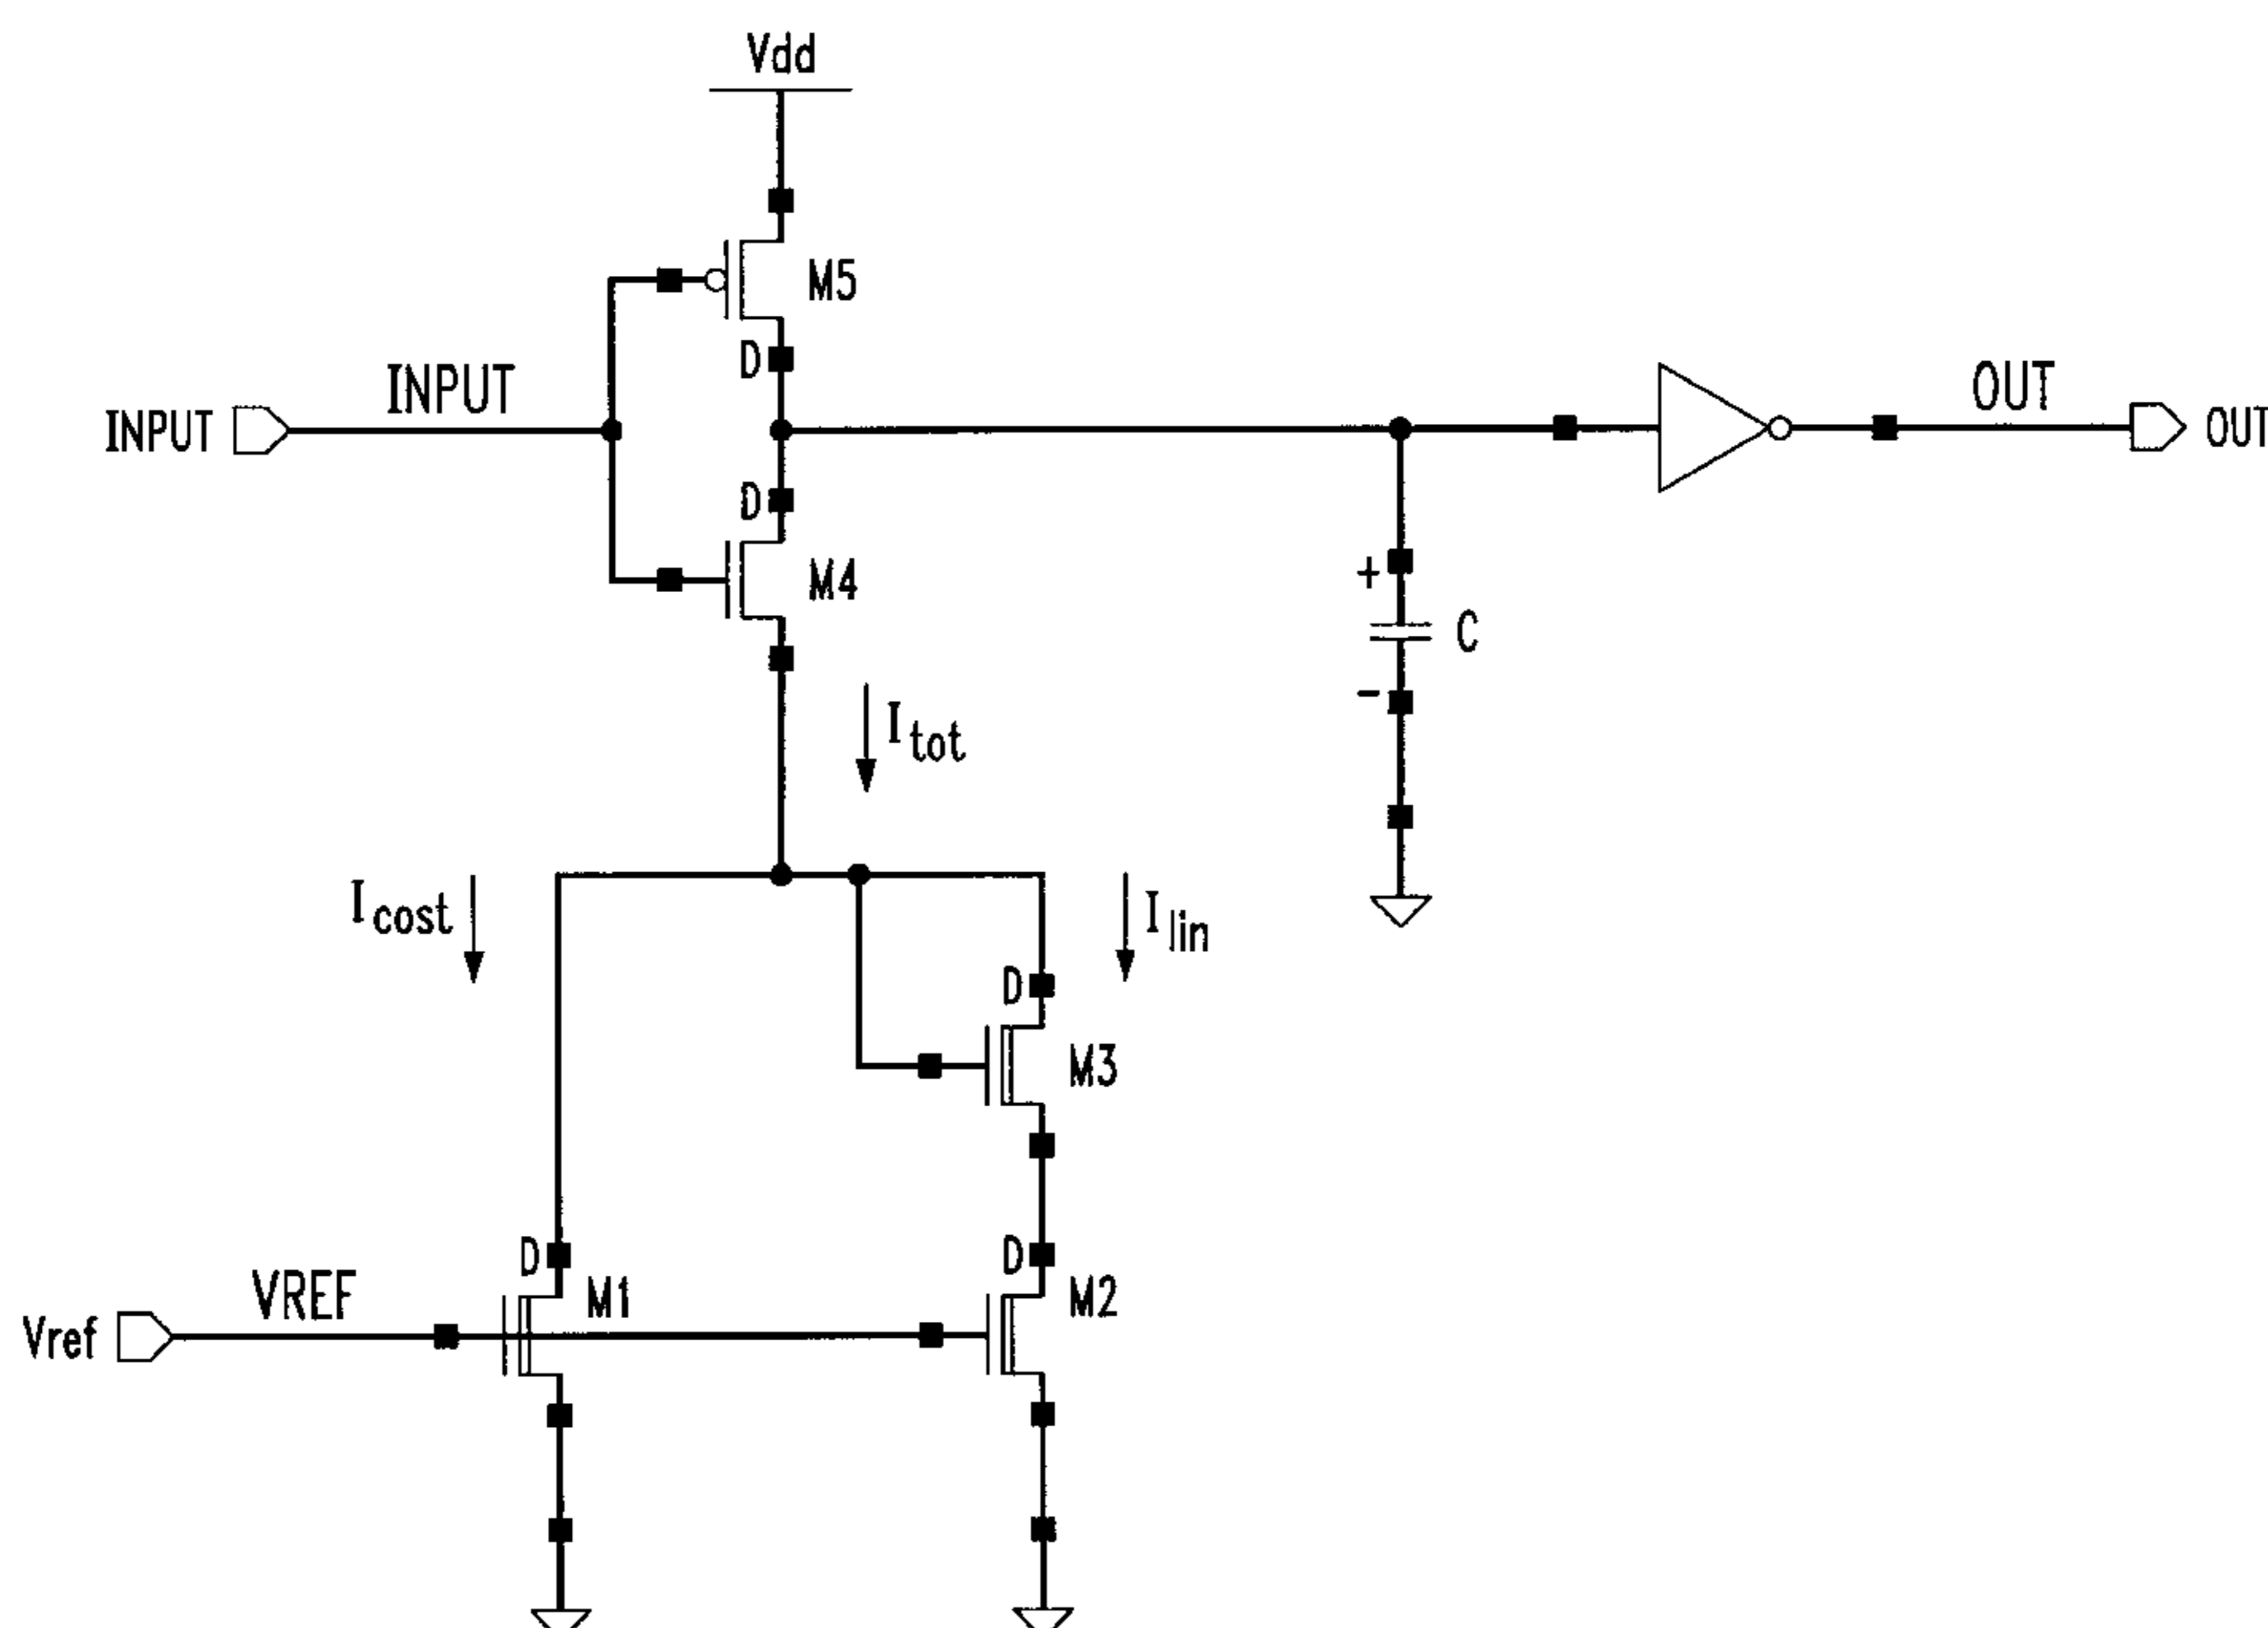 Vdd
M5
D
INPUT
INPUT
OUT
OUT
D
M4
+
C
-
I tot
I cost
I lin
D
M3
D
M1
D
M2
VREF
Vref